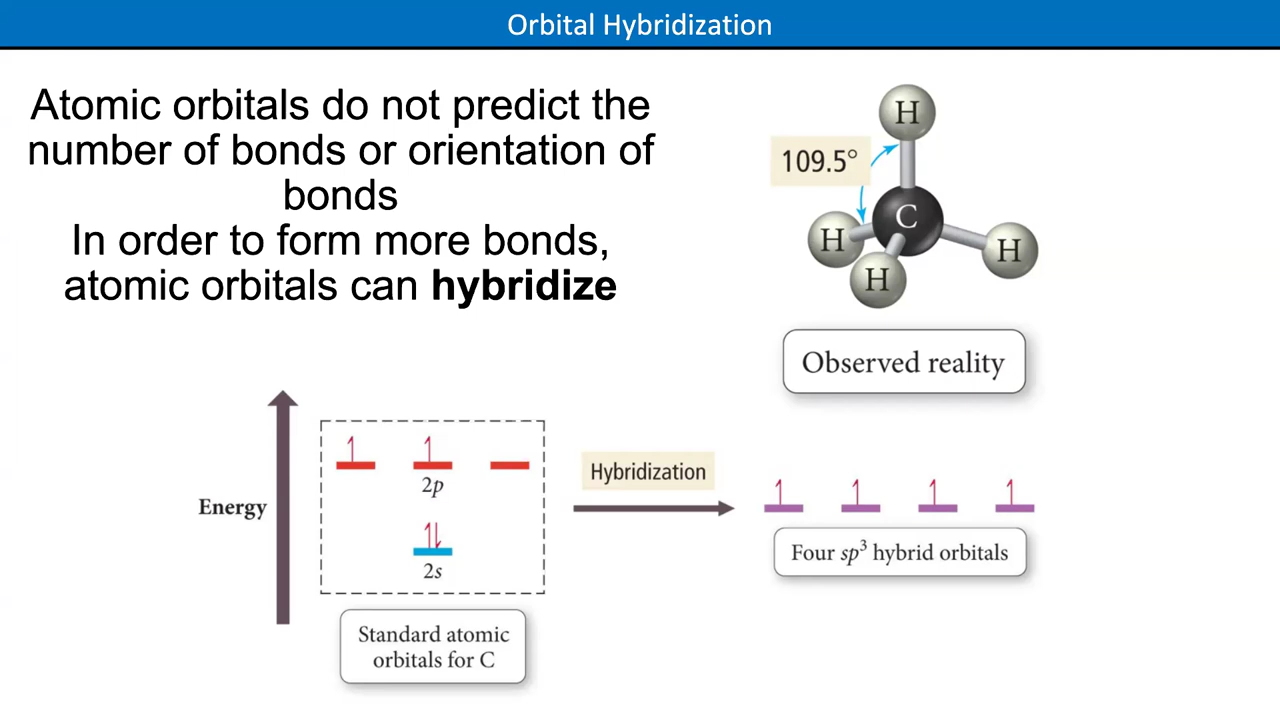 Orbital Hybridization
Atomic orbitals do not predict the
number of bonds or orientation of
bonds
In order to form more bonds,
atomic orbitals can hybridize
H
109.5°
C
H
H
H
Observed reality
Energy
2p
2s
Standard atomic
orbitals for C
Hybridization
Four sp³ hybrid orbitals